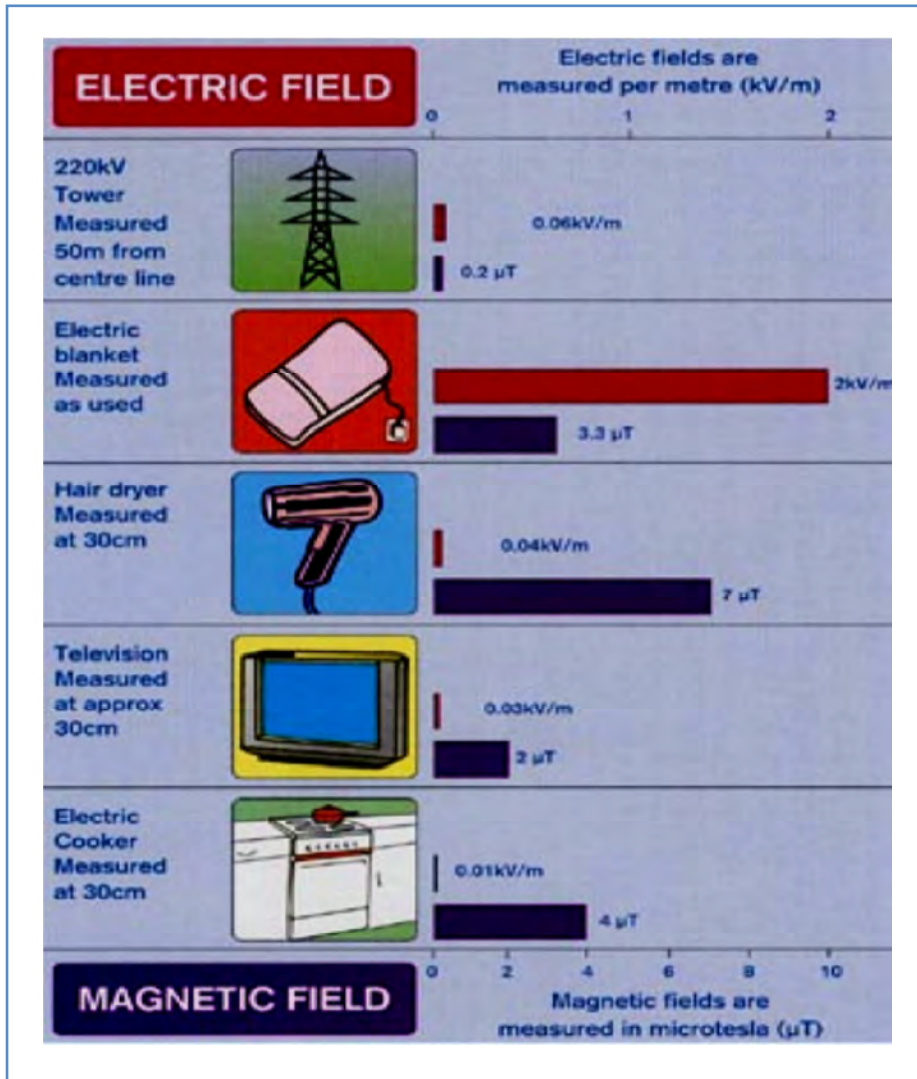 ELECTRIC FIELD
Electric fields are
measured per metre (kV/m)
0 1 2
220kV
Tower
Measured
50m from
centre line
0.06kV/m
0.2 µT
Electric
blanket
Measured
as used
2kV/m
3.3 µT
Hair dryer
Measured
at 30cm
0.04kV/m
7 µT
Television
Measured
at approx
30cm
0.03kV/m
2 µT
Electric
Cooker
Measured
at 30cm
0.01kV/m
4 µT
0 2 4 6 8 10
MAGNETIC FIELD
Magnetic fields are
measured in microtesla (µT)